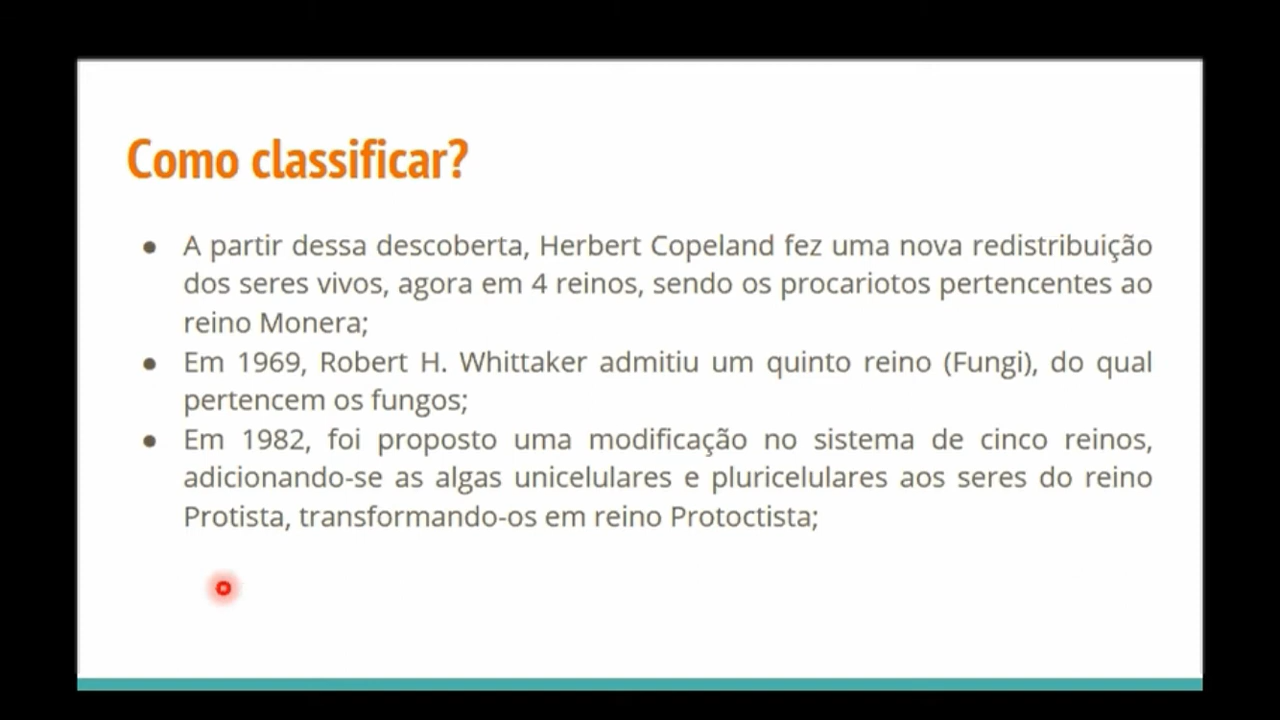 Como classificar?
● A partir dessa descoberta, Herbert Copeland fez uma nova redistribuição
dos seres vivos, agora em 4 reinos, sendo os procariotos pertencentes ao
reino Monera;
● Em 1969, Robert H. Whittaker admitiu um quinto reino (Fungi), do qual
pertencem os fungos;
● Em 1982, foi proposto uma modificação no sistema de cinco reinos,
adicionando-se as algas unicelulares e pluricelulares aos seres do reino
Protista, transformando-os em reino Protoctista;